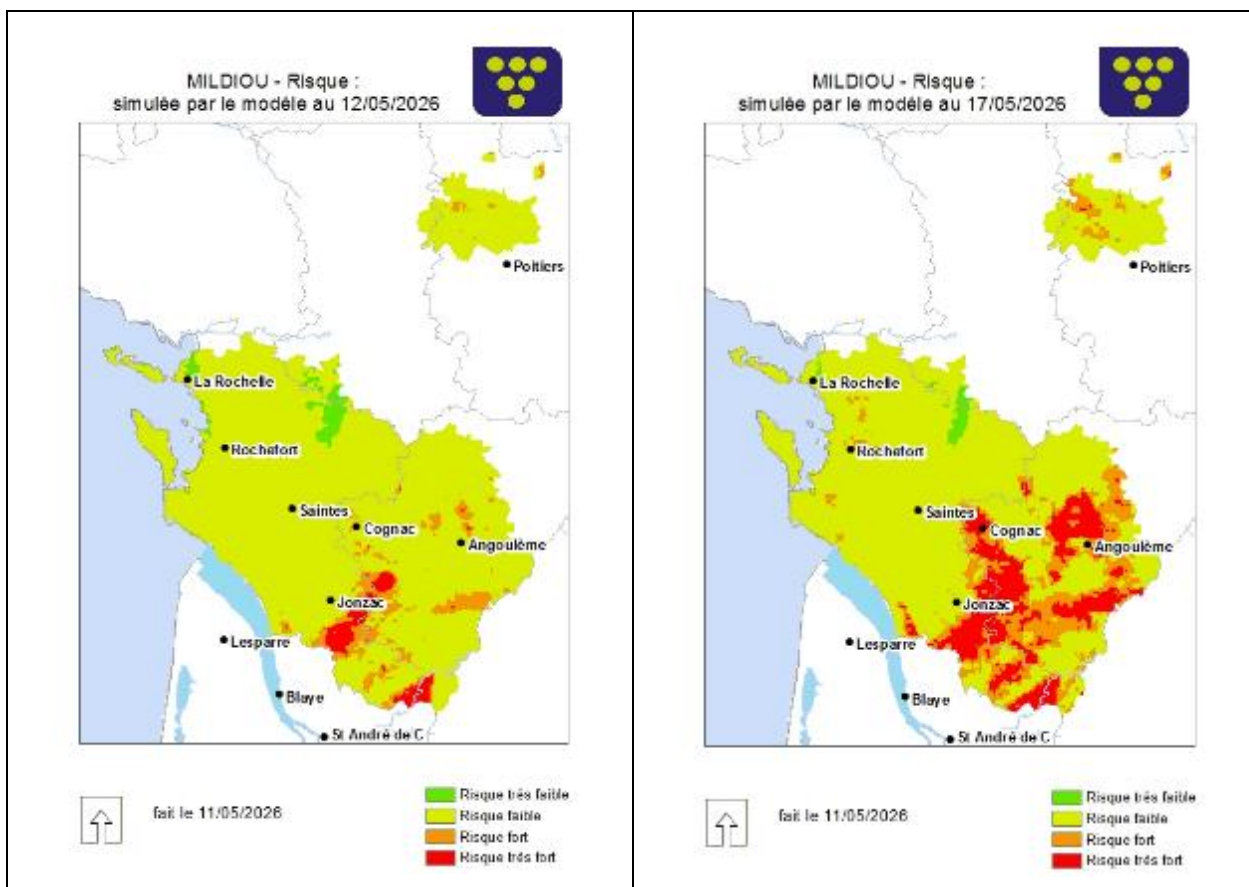 MILDIOU - Risque :
simulée par le modèle au 12/05/2026
Poitiers
La Rochelle
Rochefort
Saintes
Cognac
Angoulême
Jonzac
Lesparre
Blaye
St André de C
fait le 11/05/2026
Risque très faible
Risque faible
Risque fort
Risque très fort
MILDIOU - Risque :
simulée par le modèle au 17/05/2026
Poitiers
La Rochelle
Rochefort
Saintes
Cognac
Angoulême
Jonzac
Lesparre
Blaye
St André de C
fait le 11/05/2026
Risque très faible
Risque faible
Risque fort
Risque très fort